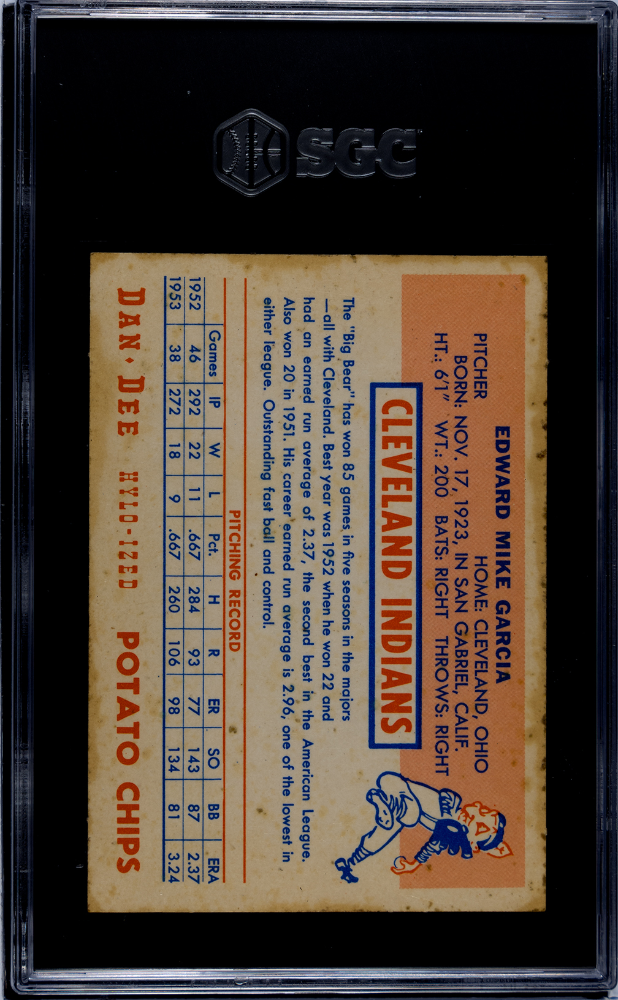 SGC
EDWARD MIKE GARCIA
PITCHER HOME: CLEVELAND, OHIO
BORN: NOV. 17, 1923, IN SAN GABRIEL, CALIF.
HT.: 6'1" WT.: 200 BATS: RIGHT THROWS: RIGHT
CLEVELAND INDIANS
The "Big Bear" has won 85 games in five seasons in the majors
—all with Cleveland. Best year was 1952 when he won 22 and
had an earned run average of 2.37, the second best in the American League.
Also won 20 in 1951. His career earned run average is 2.96, one of the lowest in
either league. Outstanding fast ball and control.
PITCHING RECORD
Games IP W L Pct. H R ER SO BB ERA
1952 46 292 22 11 .667 284 93 77 143 87 2.37
1953 38 272 18 9 .667 260 106 98 134 81 3.24
DAN·DEE HYLO-IZED POTATO CHIPS